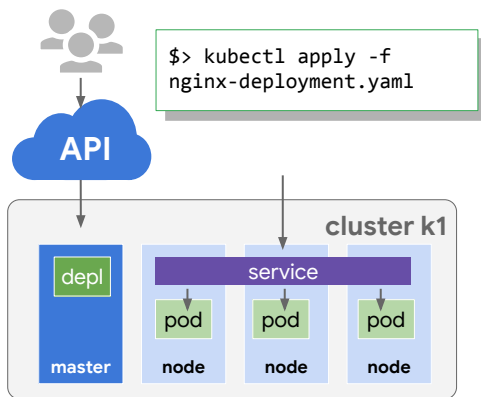 $> kubectl apply -f
nginx-deployment.yaml
API
cluster k1
service
depl
pod pod pod
master node node node